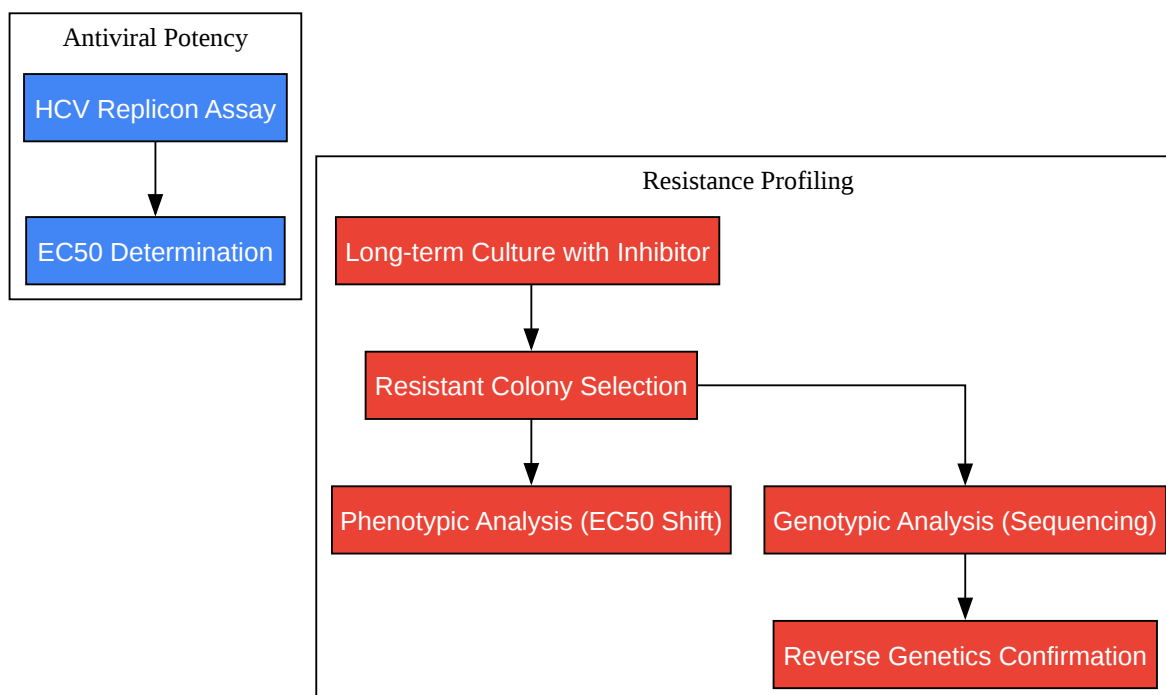 Antiviral Potency
HCV Replicon Assay
EC50 Determination
Resistance Profiling
Long-term Culture with Inhibitor
Resistant Colony Selection
Phenotypic Analysis (EC50 Shift)
Genotypic Analysis (Sequencing)
Reverse Genetics Confirmation